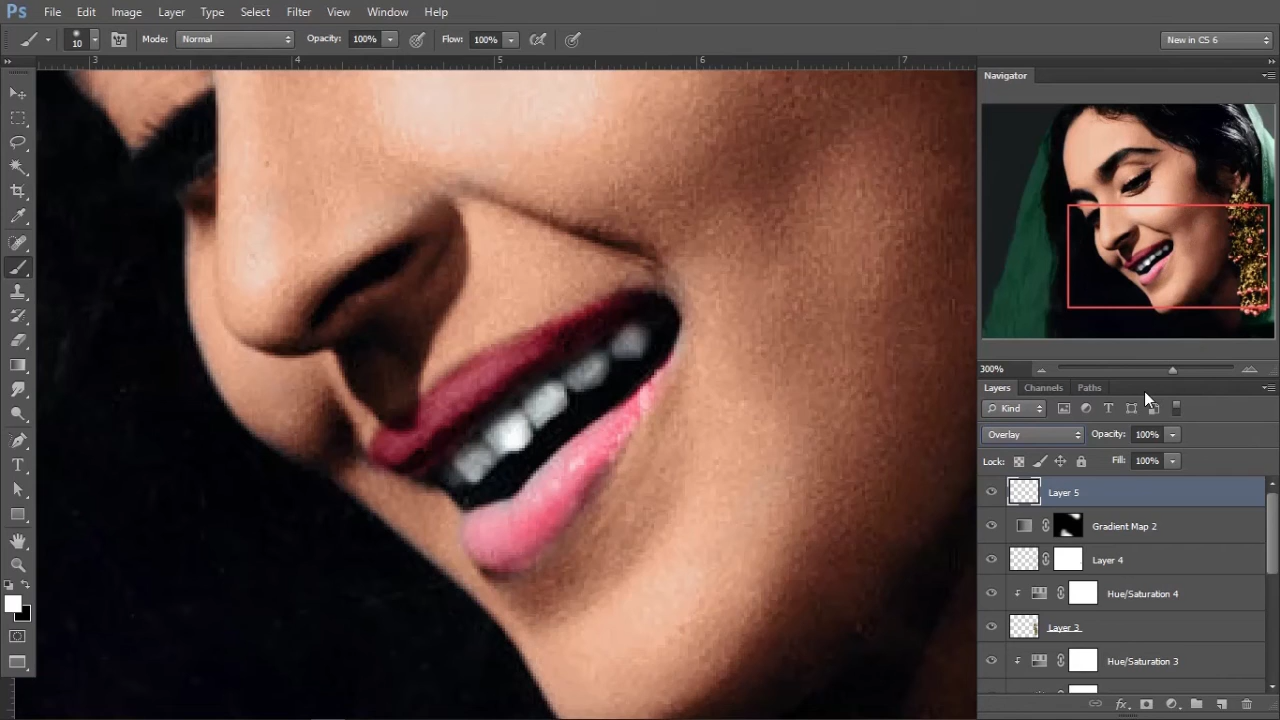 Ps File Edit Image Layer Type Select Filter View Window Help
10 Mode: Normal Opacity: 100% Flow: 100% New in CS 6
3 4 5 6 7
Navigator
300%
Layers Channels Paths
Kind
Overlay Opacity: 100%
Lock: Fill: 100%
Layer 5
Gradient Map 2
Layer 4
Hue/Saturation 4
Layer 3
Hue/Saturation 3